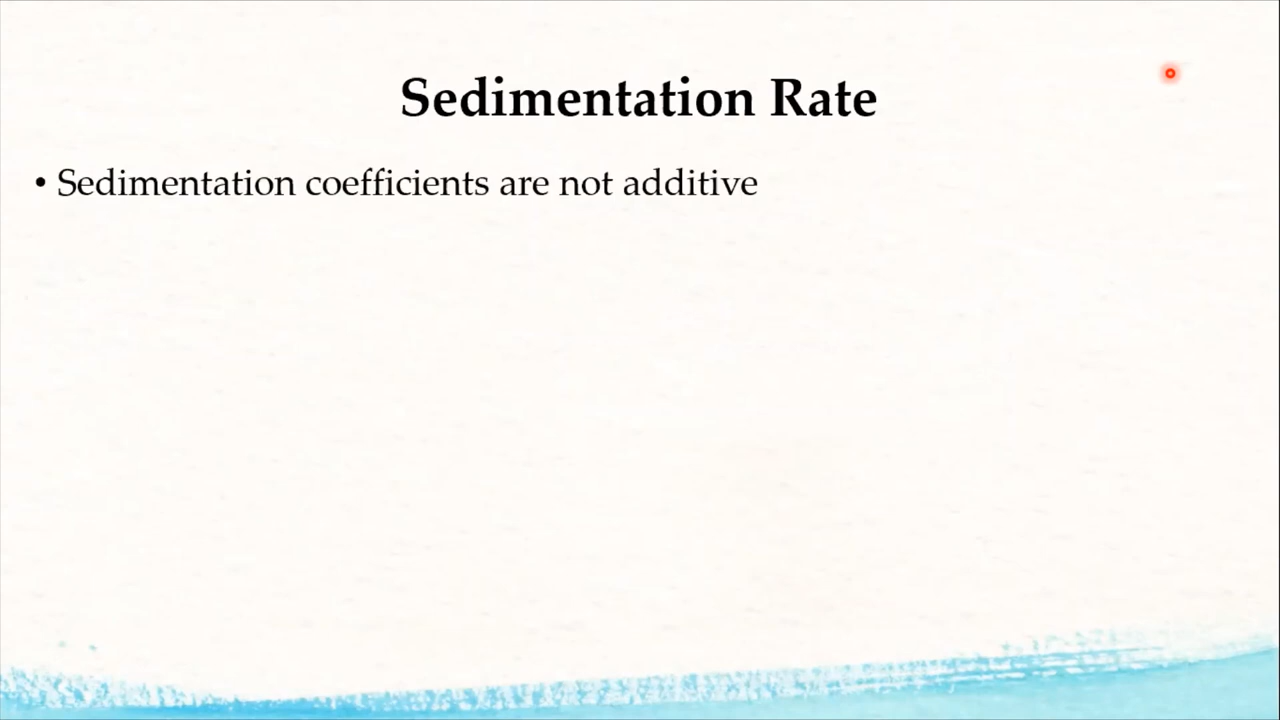 Sedimentation Rate
• Sedimentation coefficients are not additive